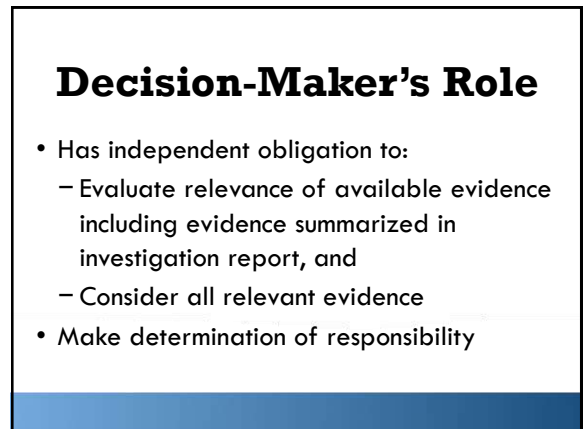 Decision-Maker’s Role
• Has independent obligation to:
– Evaluate relevance of available evidence
including evidence summarized in
investigation report, and
– Consider all relevant evidence
• Make determination of responsibility